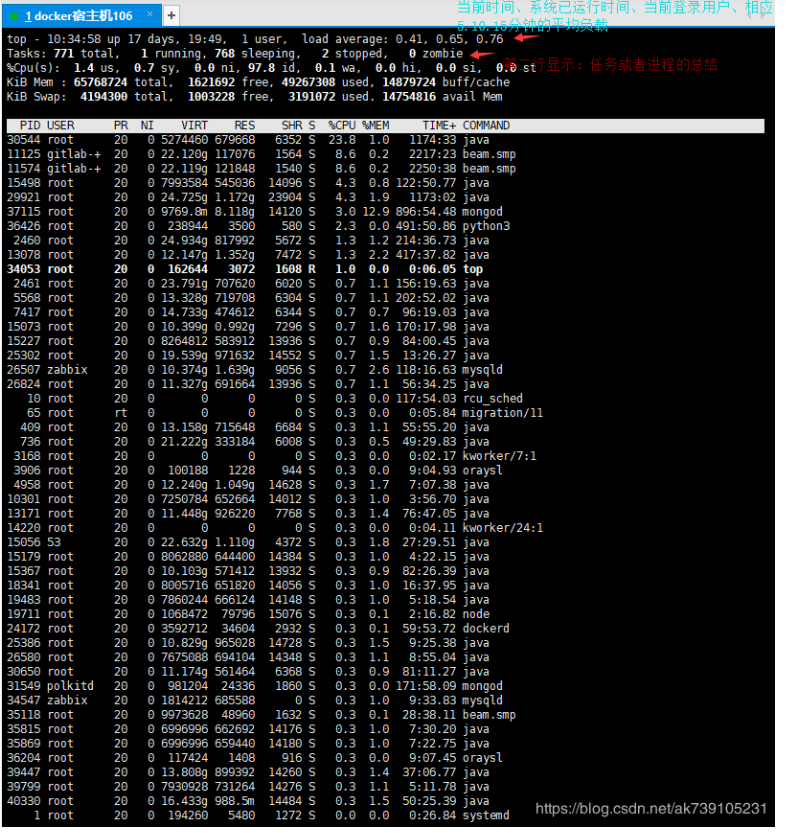 1 docker宿主机106 × +
当前时间、系统已运行时间、当前登录用户、相应
5.10.15分钟的平均负载
top - 10:34:58 up 17 days, 19:49,  1 user,  load average: 0.41, 0.65, 0.76
Tasks: 771 total,   1 running, 768 sleeping,   2 stopped,   0 zombie
第二行显示：任务或者进程的总结
%Cpu(s):  1.4 us,  0.7 sy,  0.0 ni, 97.8 id,  0.1 wa,  0.0 hi,  0.0 si,  0.0 st
KiB Mem : 65768724 total,  1621692 free, 49267308 used, 14879724 buff/cache
KiB Swap:  4194300 total,  1003228 free,  3191072 used. 14754816 avail Mem
PID USER PR NI VIRT RES SHR S %CPU %MEM TIME+ COMMAND
30544 root 20 0 5274460 679668 6352 S 23.8 1.0 1174:33 java
11125 gitlab-+ 20 0 22.120g 117076 1564 S 8.6 0.2 2217:23 beam.smp
11574 gitlab-+ 20 0 22.119g 121848 1540 S 8.6 0.2 2250:38 beam.smp
15498 root 20 0 7993584 545036 14096 S 4.3 0.8 122:50.77 java
29921 root 20 0 24.725g 1.172g 23904 S 4.3 1.9 1173:02 java
37115 root 20 0 9769.8m 8.118g 14120 S 3.0 12.9 896:54.48 mongod
36426 root 20 0 238944 3500 580 S 2.3 0.0 491:50.86 python3
2460 root 20 0 24.934g 817992 5672 S 1.3 1.2 214:36.73 java
13078 root 20 0 12.147g 1.352g 7472 S 1.3 2.2 417:37.82 java
34053 root 20 0 162644 3072 1608 R 1.0 0.0 0:06.05 top
2461 root 20 0 23.791g 707620 6020 S 0.7 1.1 156:19.63 java
5568 root 20 0 13.328g 719708 6304 S 0.7 1.1 202:52.02 java
7417 root 20 0 14.733g 474612 6344 S 0.7 0.7 96:19.03 java
15073 root 20 0 10.399g 0.992g 7296 S 0.7 1.6 170:17.98 java
15227 root 20 0 8264812 583912 13936 S 0.7 0.9 84:00.45 java
25302 root 20 0 19.539g 971632 14552 S 0.7 1.5 13:26.27 java
26507 zabbix 20 0 10.374g 1.639g 9056 S 0.7 2.6 118:16.63 mysqld
26824 root 20 0 11.327g 691664 13936 S 0.7 1.1 56:34.25 java
10 root 20 0 0 0 0 S 0.3 0.0 117:54.03 rcu_sched
65 root rt 0 0 0 0 S 0.3 0.0 0:05.84 migration/11
409 root 20 0 13.158g 715648 6684 S 0.3 1.1 55:55.20 java
736 root 20 0 21.222g 333184 6008 S 0.3 0.5 49:29.83 java
3168 root 20 0 0 0 0 S 0.3 0.0 0:02.17 kworker/7:1
3906 root 20 0 100188 1228 944 S 0.3 0.0 9:04.93 oraysl
4958 root 20 0 12.240g 1.049g 14628 S 0.3 1.7 7:07.38 java
10301 root 20 0 7250784 652664 14012 S 0.3 1.0 3:56.70 java
13171 root 20 0 11.448g 926220 7768 S 0.3 1.4 76:47.05 java
14220 root 20 0 0 0 0 S 0.3 0.0 0:04.11 kworker/24:1
15056 53 20 0 22.632g 1.110g 4372 S 0.3 1.8 27:29.51 java
15179 root 20 0 8062880 644400 14384 S 0.3 1.0 4:22.15 java
15367 root 20 0 10.103g 571412 13932 S 0.3 0.9 82:26.39 java
18341 root 20 0 8005716 651820 14056 S 0.3 1.0 16:37.95 java
19483 root 20 0 7860244 666124 14148 S 0.3 1.0 5:18.54 java
19711 root 20 0 1068472 79796 15076 S 0.3 0.1 2:16.82 node
24172 root 20 0 3592712 34604 2932 S 0.3 0.1 59:53.72 dockerd
25386 root 20 0 10.829g 965028 14728 S 0.3 1.5 9:25.38 java
26580 root 20 0 7675088 694104 14348 S 0.3 1.1 8:55.04 java
30650 root 20 0 11.174g 561464 6368 S 0.3 0.9 81:11.27 java
31549 polkitd 20 0 981204 24336 1860 S 0.3 0.0 171:58.09 mongod
34547 zabbix 20 0 1814212 685588 0 S 0.3 1.0 9:33.83 mysqld
35118 root 20 0 9973628 48960 1632 S 0.3 0.1 28:38.11 beam.smp
35815 root 20 0 6996996 662692 14176 S 0.3 1.0 7:30.20 java
35869 root 20 0 6996996 659440 14180 S 0.3 1.0 7:22.75 java
36204 root 20 0 117424 1408 916 S 0.3 0.0 9:07.45 oraysl
39447 root 20 0 13.808g 899392 14260 S 0.3 1.4 37:06.77 java
39799 root 20 0 7930928 731264 14276 S 0.3 1.1 5:11.78 java
40330 root 20 0 16.433g 988.5m 14484 S 0.3 1.5 50:25.39 java
1 root 20 0 194260 5480 1272 S 0.0 0.0 0:26.84 systemd
https://blog.csdn.net/ak739105231